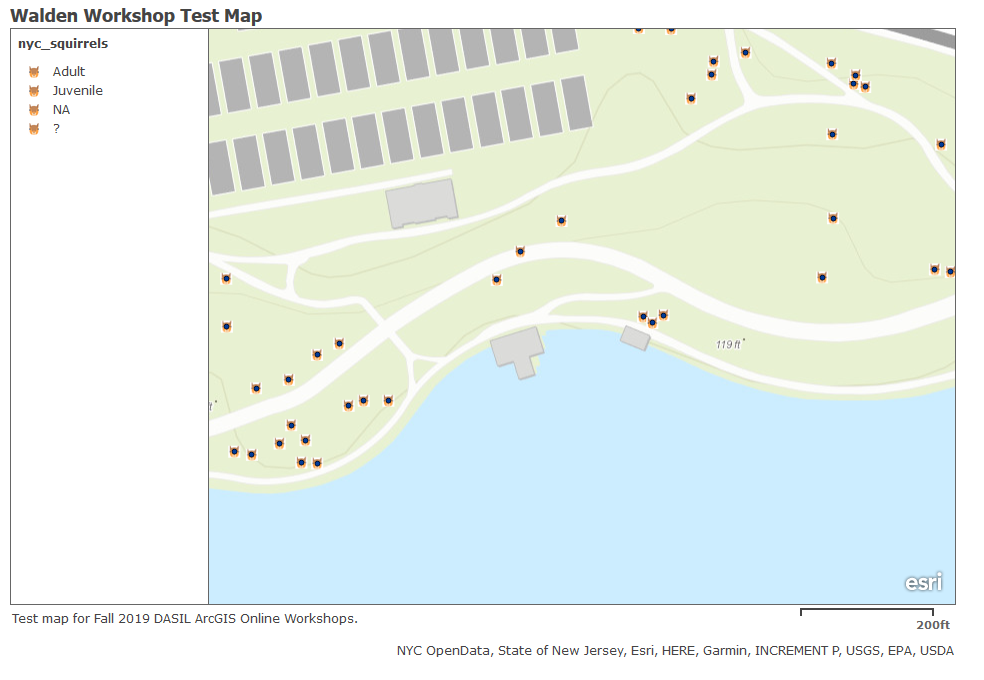 Walden Workshop Test Map
nyc_squirrels
Adult
Juvenile
NA
?
119 ft
esri
Test map for Fall 2019 DASIL ArcGIS Online Workshops.
200ft
NYC OpenData, State of New Jersey, Esri, HERE, Garmin, INCREMENT P, USGS, EPA, USDA